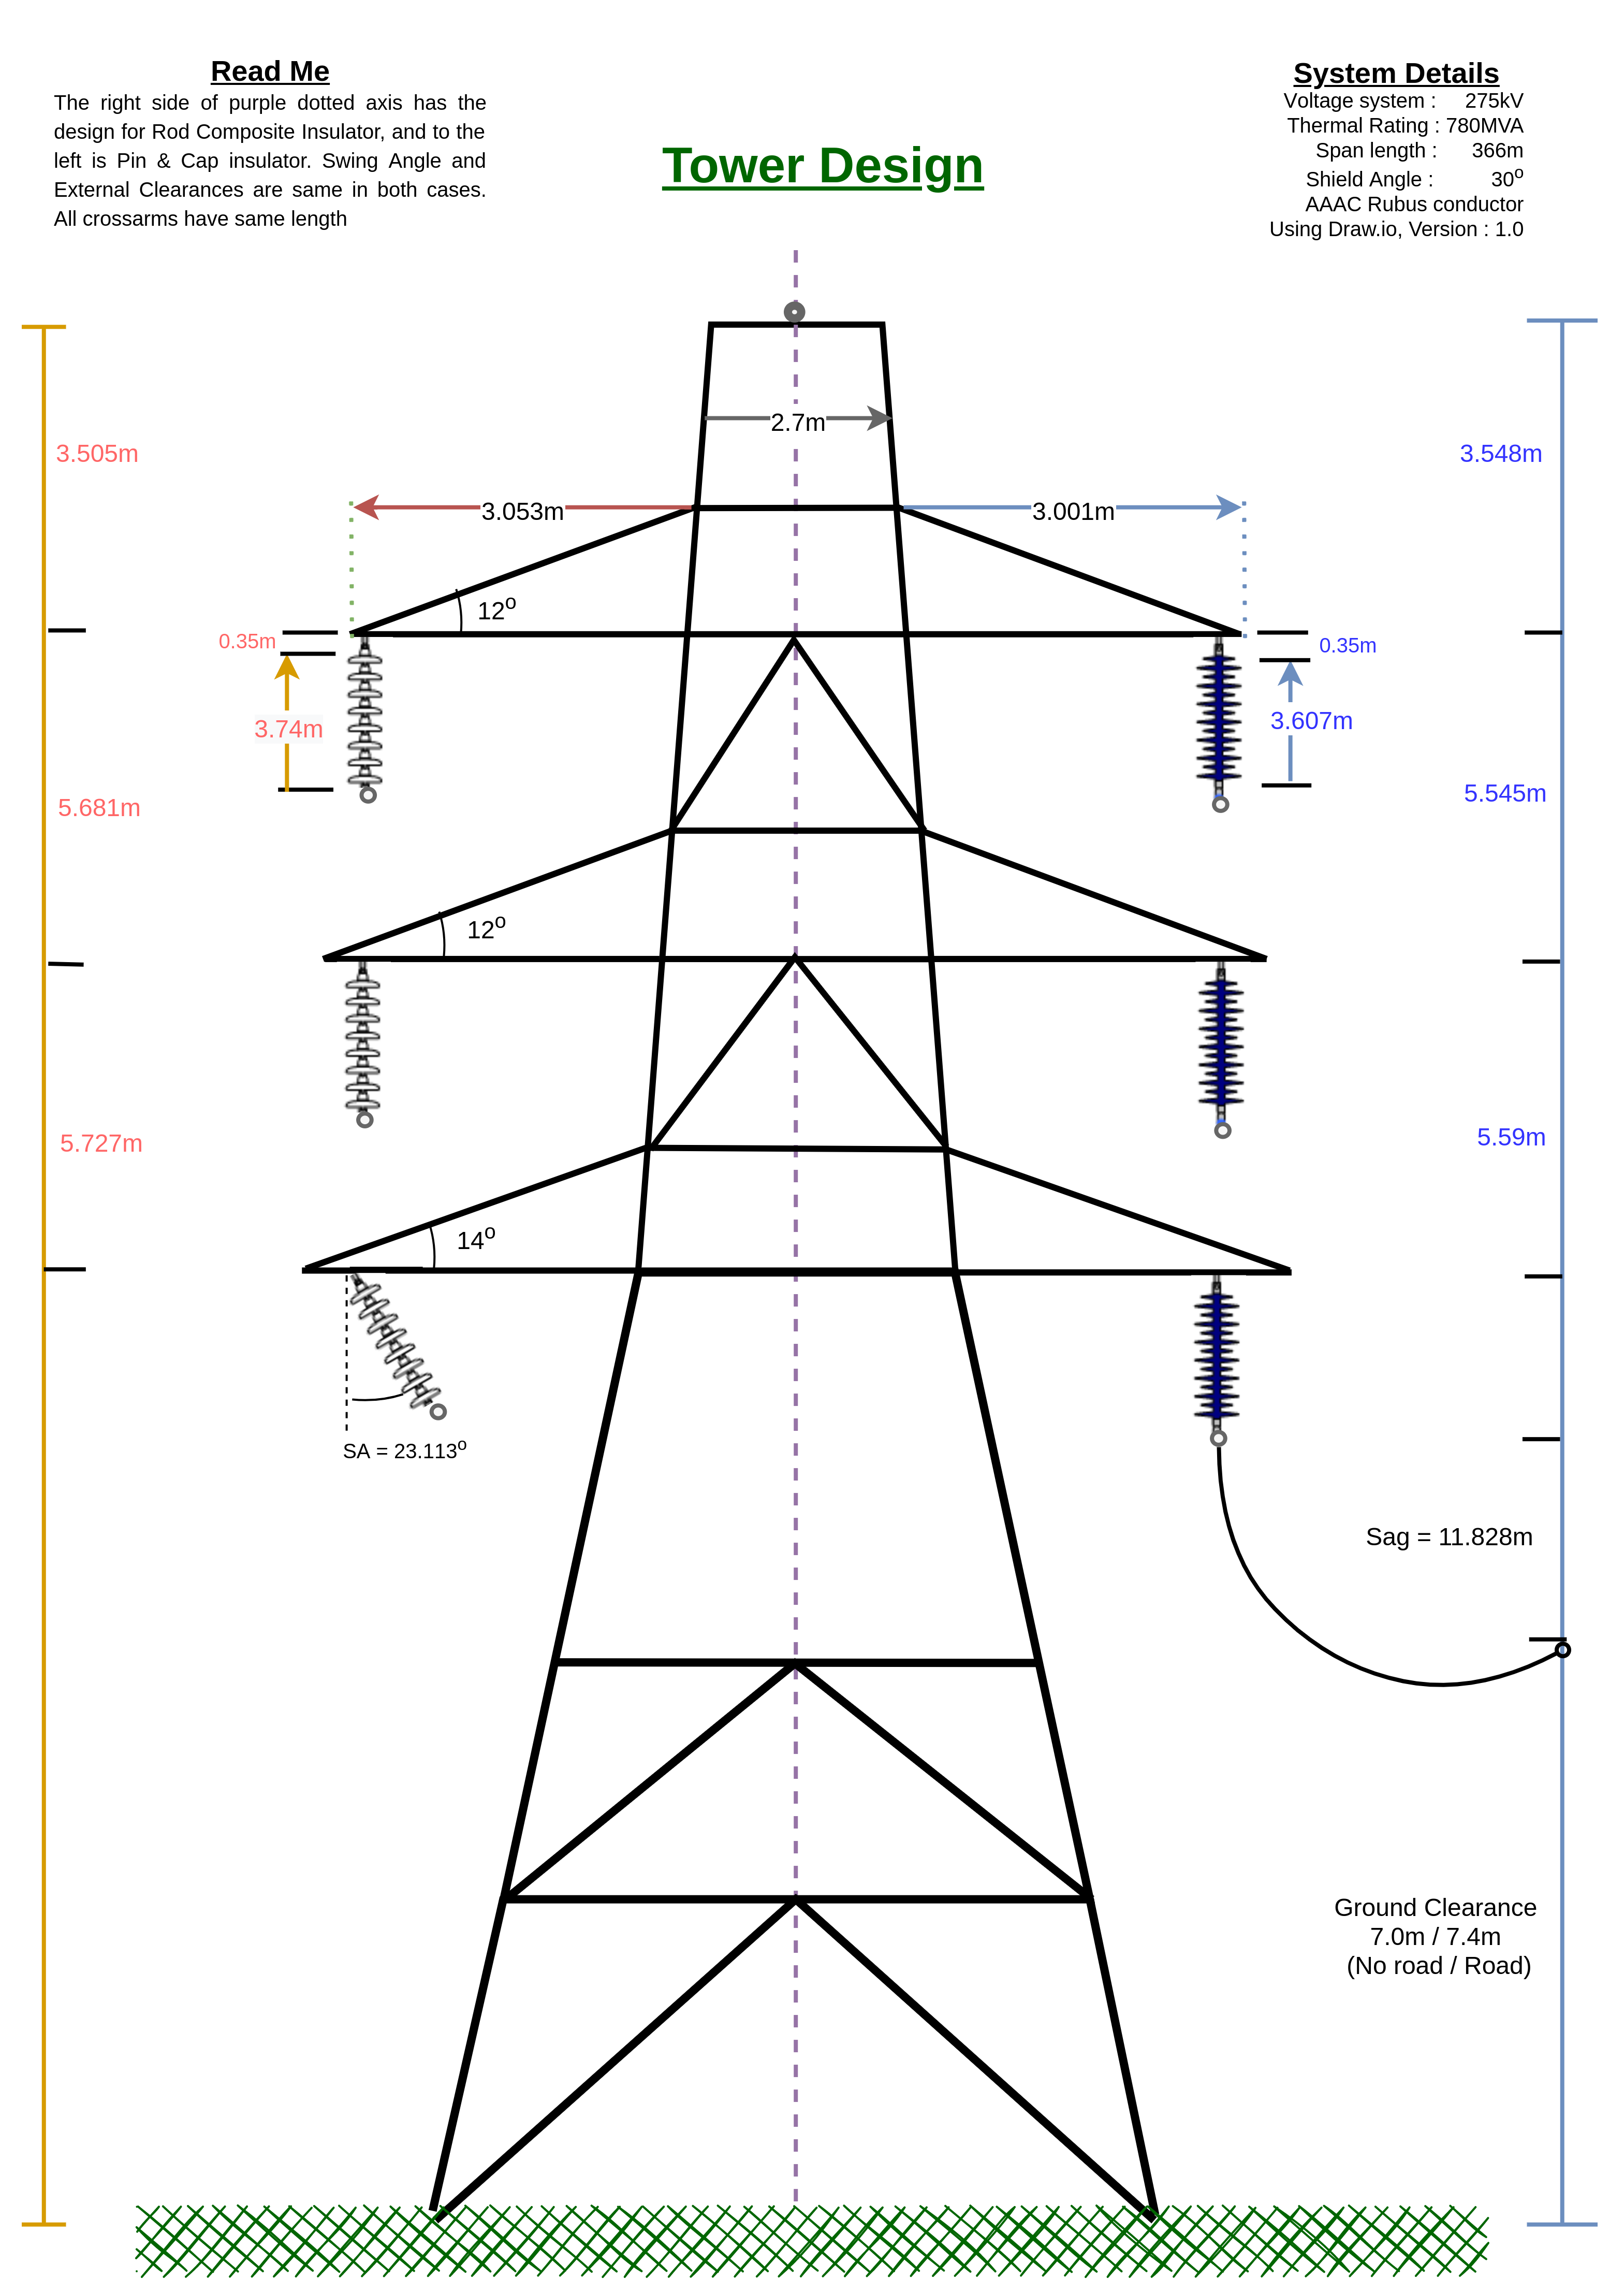 Read Me
The right side of purple dotted axis has the
design for Rod Composite Insulator, and to the
left is Pin & Cap insulator. Swing Angle and
External Clearances are same in both cases.
All crossarms have same length
System Details
Voltage system : 275kV
Thermal Rating : 780MVA
Span length : 366m
Shield Angle : 30º
AAAC Rubus conductor
Using Draw.io, Version : 1.0
Tower Design
2.7m
3.505m
3.548m
3.053m
3.001m
12º
0.35m
0.35m
3.74m
3.607m
5.681m
5.545m
12º
5.727m
5.59m
14º
SA = 23.113º
Sag = 11.828m
Ground Clearance
7.0m / 7.4m
(No road / Road)